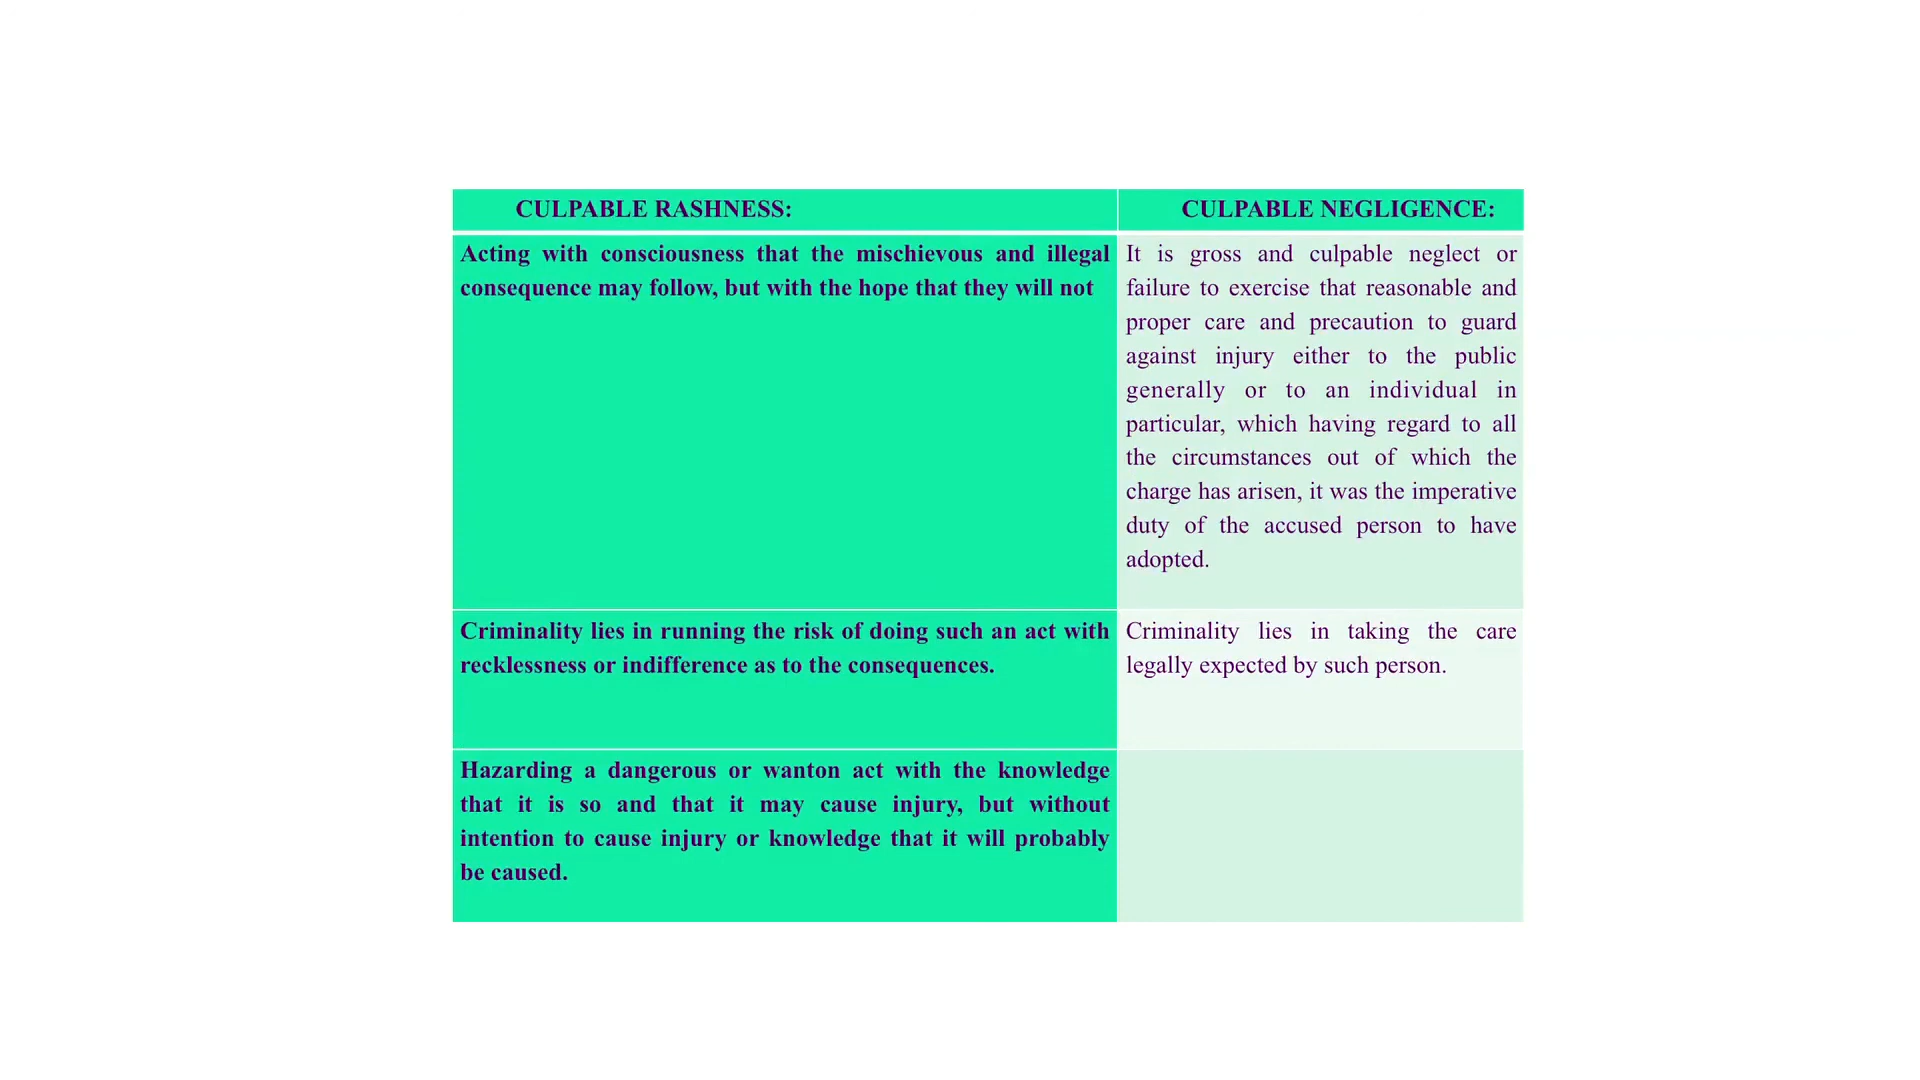 CULPABLE RASHNESS:
CULPABLE NEGLIGENCE:
Acting with consciousness that the mischievous and illegal
consequence may follow, but with the hope that they will not
It is gross and culpable neglect or
failure to exercise that reasonable and
proper care and precaution to guard
against injury either to the public
generally or to an individual in
particular, which having regard to all
the circumstances out of which the
charge has arisen, it was the imperative
duty of the accused person to have
adopted.
Criminality lies in running the risk of doing such an act with
recklessness or indifference as to the consequences.
Criminality lies in taking the care
legally expected by such person.
Hazarding a dangerous or wanton act with the knowledge
that it is so and that it may cause injury, but without
intention to cause injury or knowledge that it will probably
be caused.